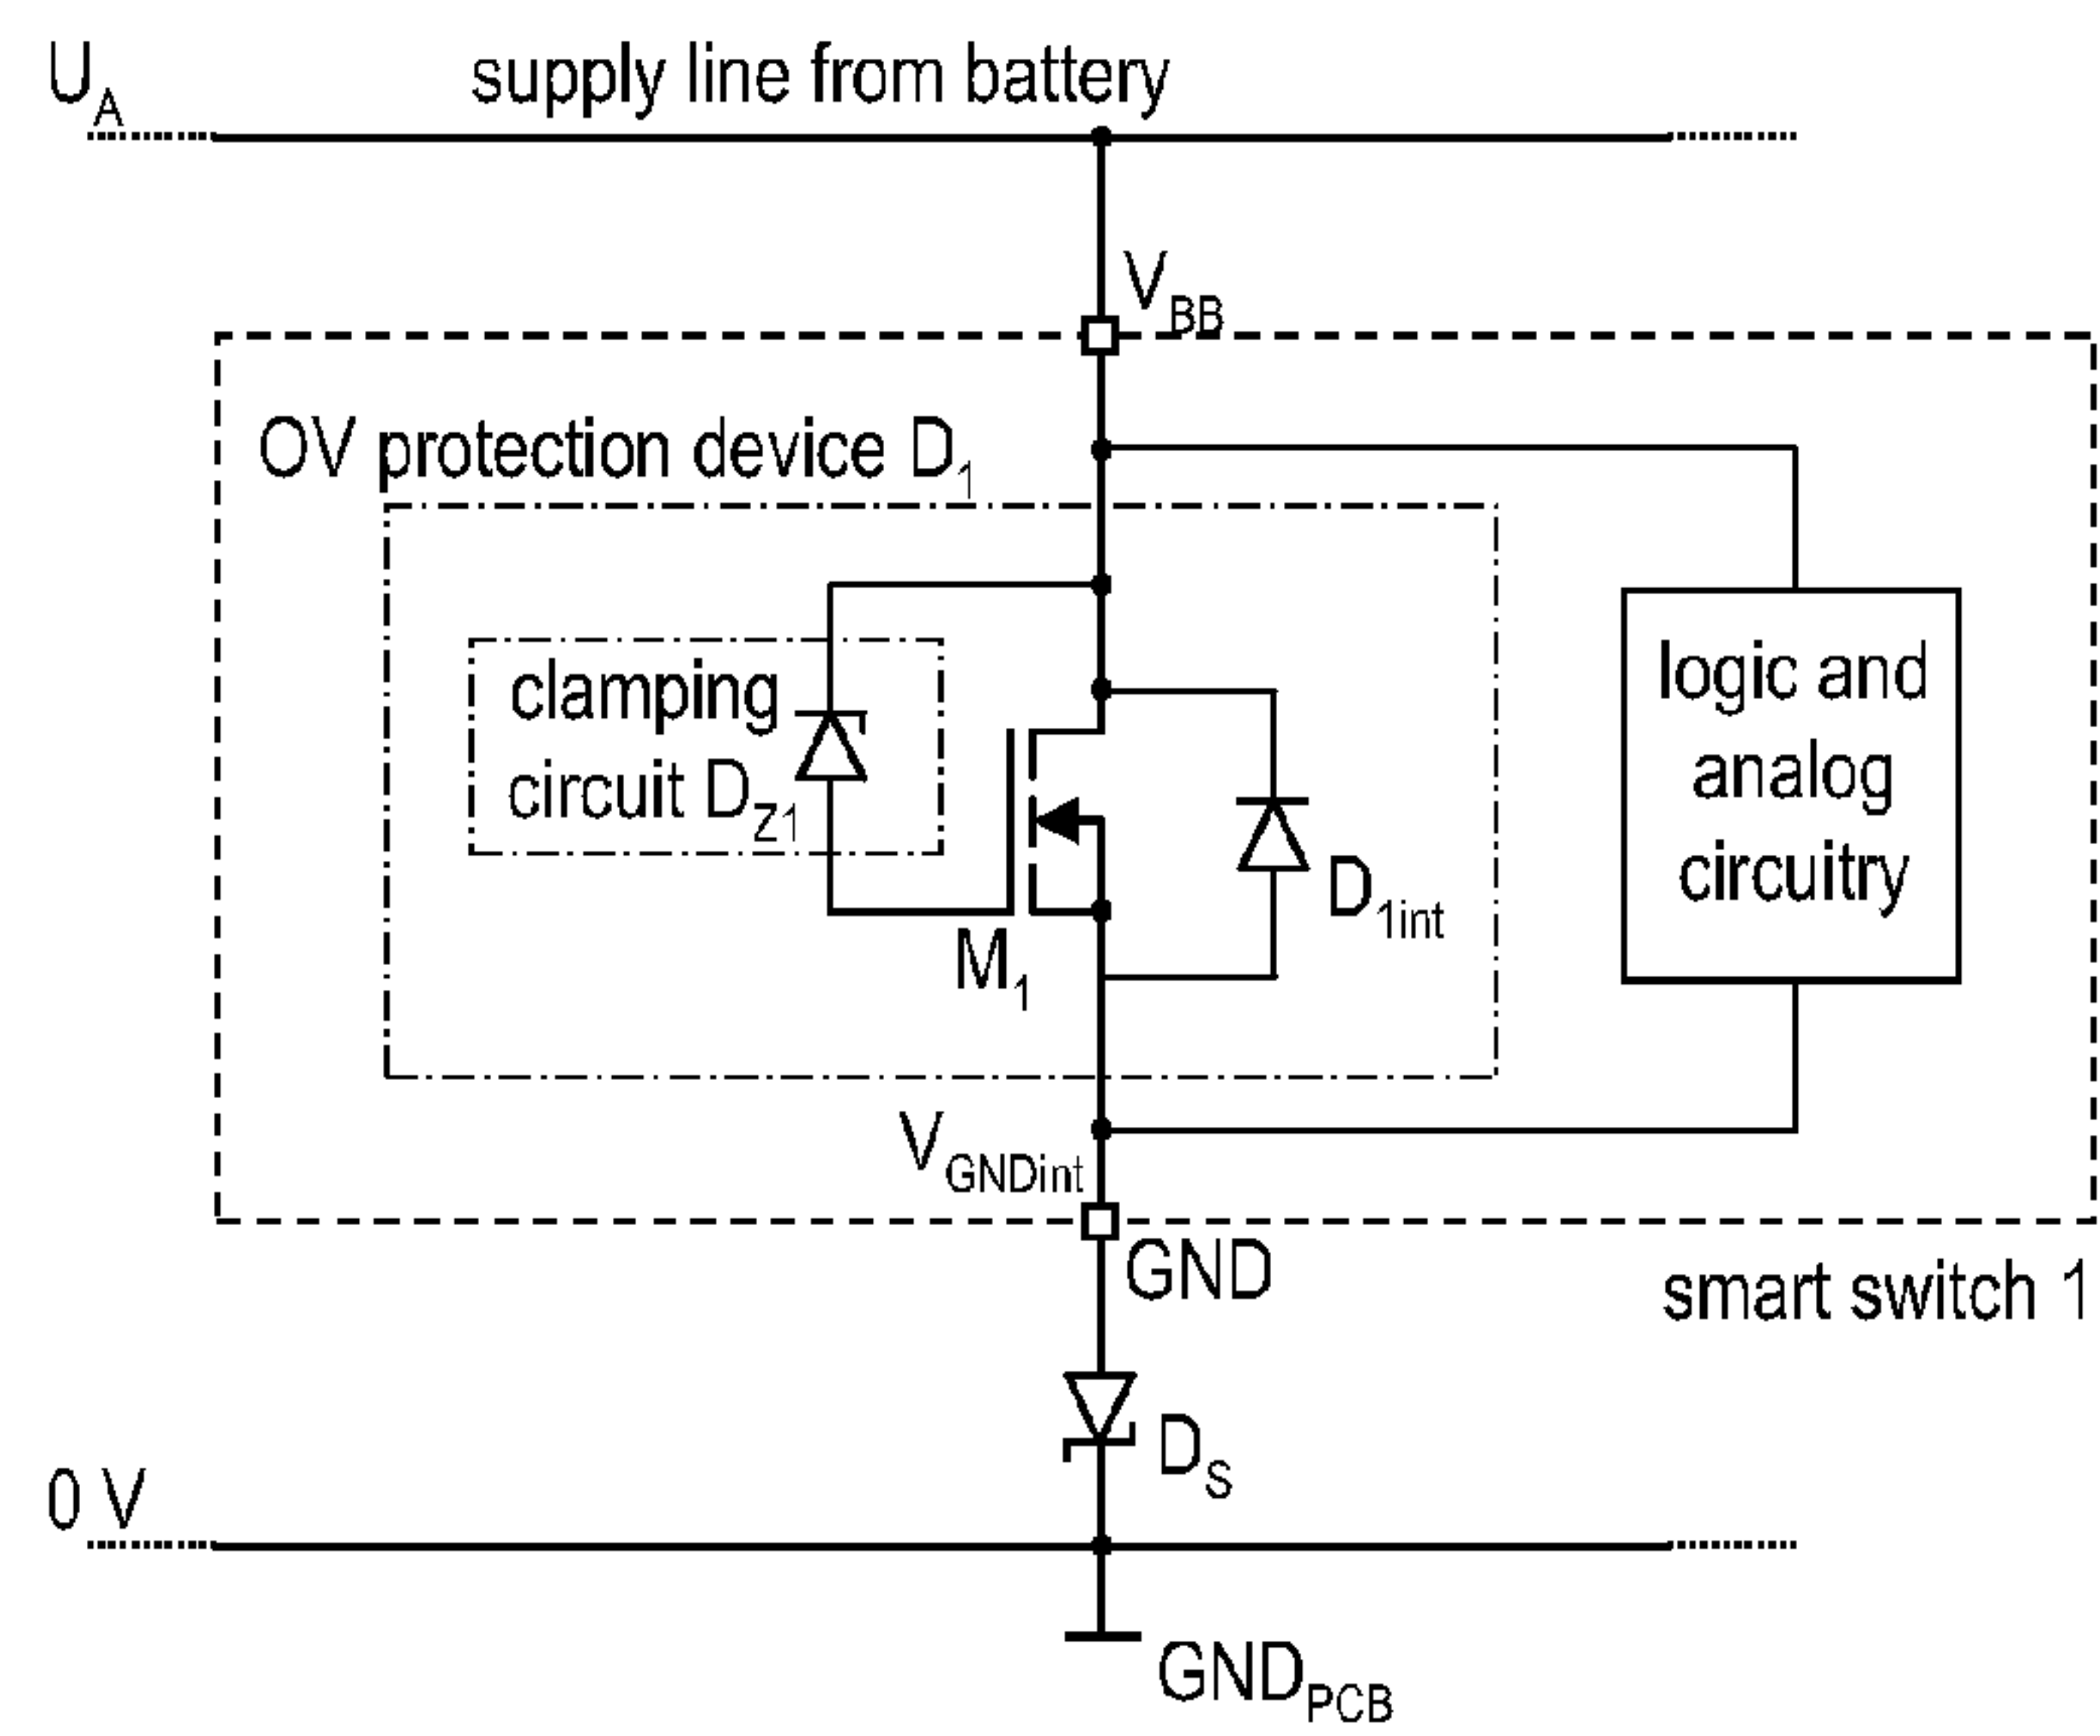 U_A
supply line from battery
V_BB
OV protection device D_1
clamping
circuit D_Z1
logic and
analog
circuitry
D_1int
M_1
V_GNDint
GND
smart switch 1
D_S
0 V
GND_PCB